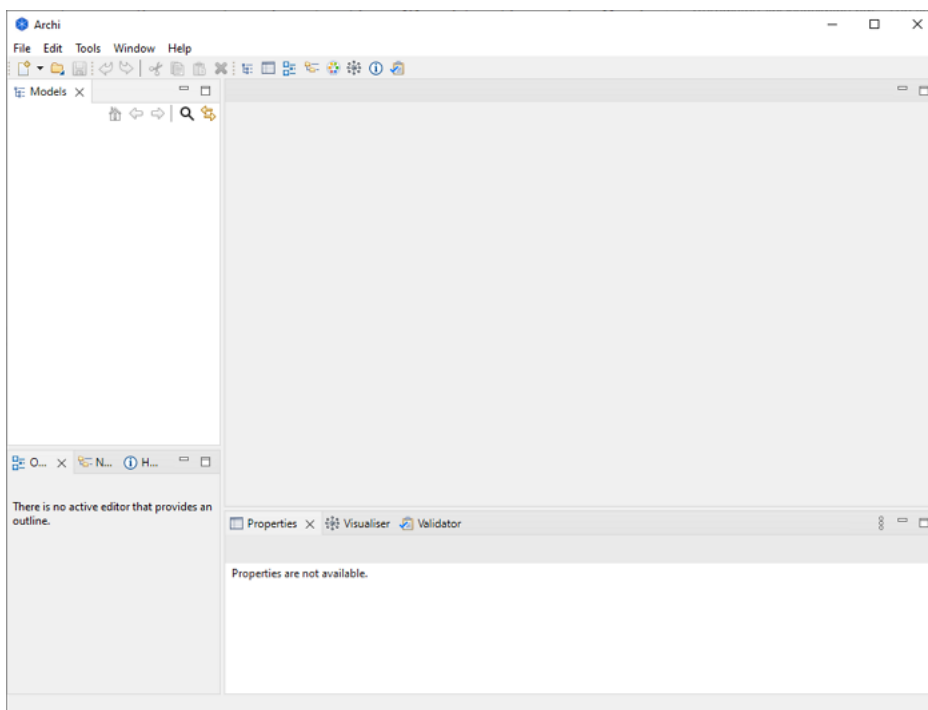 Archi
File Edit Tools Window Help
Models
O... N... H...
There is no active editor that provides an
outline.
Properties Visualiser Validator
Properties are not available.